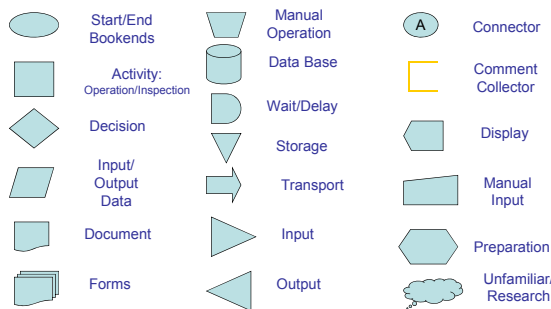 Start/End
Bookends
Activity:
Operation/Inspection
Decision
Input/
Output
Data
Document
Forms
Manual
Operation
Data Base
Wait/Delay
Storage
Transport
Input
Output
A
Connector
Comment
Collector
Display
Manual
Input
Preparation
Unfamiliar/
Research